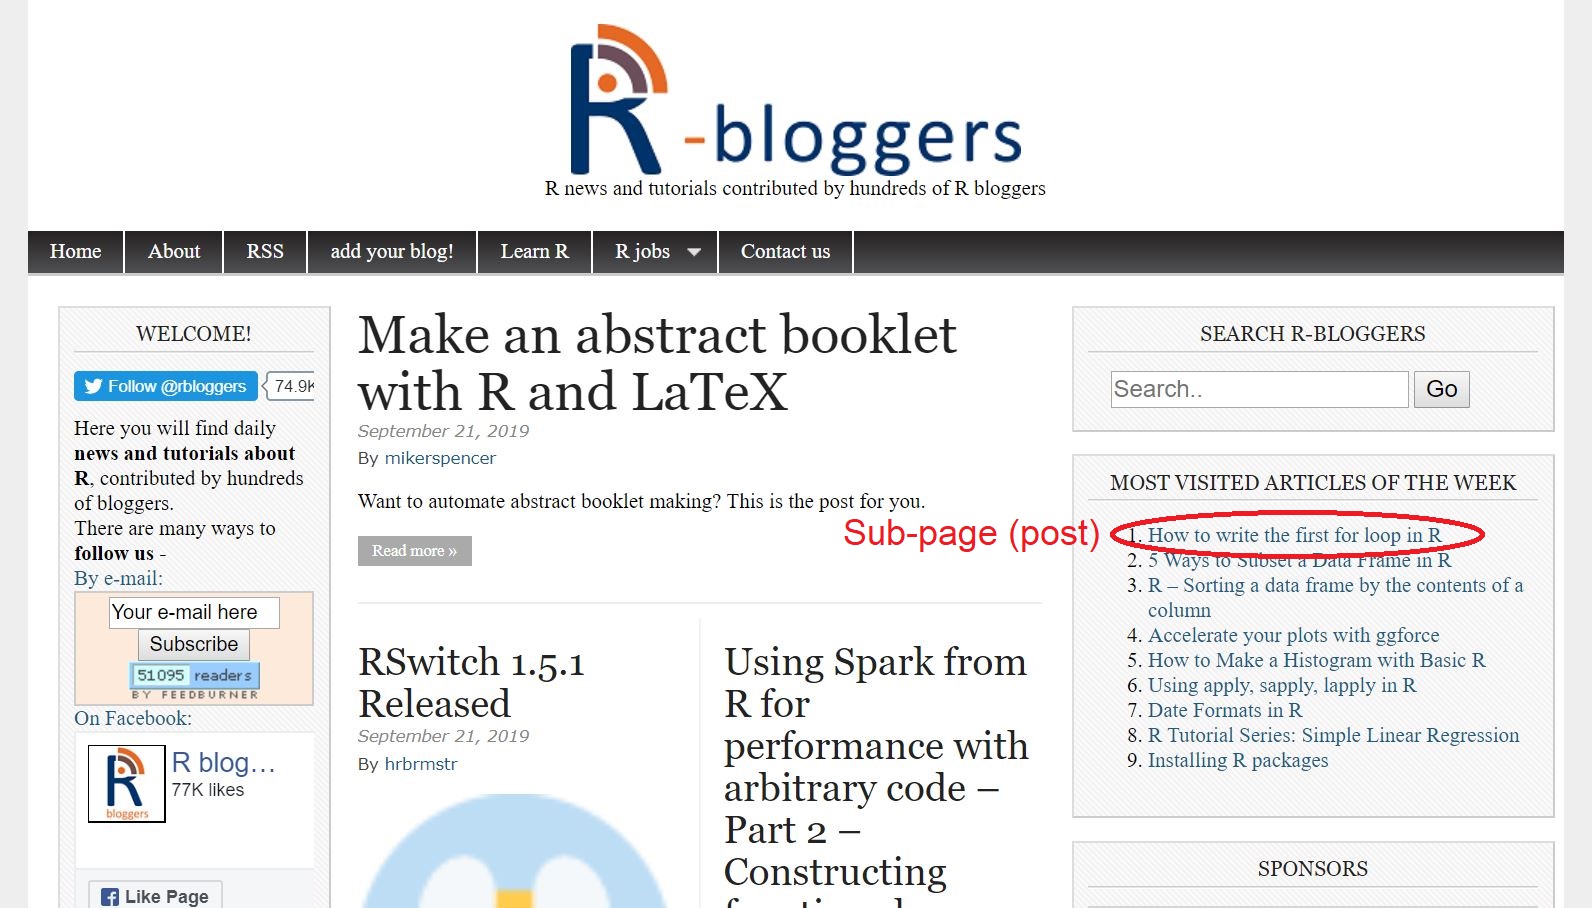 R-bloggers
R news and tutorials contributed by hundreds of R bloggers
Home
About
RSS
add your blog!
Learn R
R jobs
Contact us
WELCOME!
Follow @rbloggers
74.9K
Here you will find daily
news and tutorials about
R, contributed by hundreds
of bloggers.
There are many ways to
follow us -
By e-mail:
Your e-mail here
Subscribe
51095 readers
BY FEEDBURNER
On Facebook:
R blog…
77K likes
bloggers
Like Page
Make an abstract booklet
with R and LaTeX
September 21, 2019
By mikerspencer
Want to automate abstract booklet making? This is the post for you.
Read more »
RSwitch 1.5.1
Released
September 21, 2019
By hrbrmstr
Using Spark from
R for
performance with
arbitrary code –
Part 2 –
Constructing
SEARCH R-BLOGGERS
Search..
Go
MOST VISITED ARTICLES OF THE WEEK
Sub-page (post)
1. How to write the first for loop in R
2. 5 Ways to Subset a Data Frame in R
3. R – Sorting a data frame by the contents of a
column
4. Accelerate your plots with ggforce
5. How to Make a Histogram with Basic R
6. Using apply, sapply, lapply in R
7. Date Formats in R
8. R Tutorial Series: Simple Linear Regression
9. Installing R packages
SPONSORS